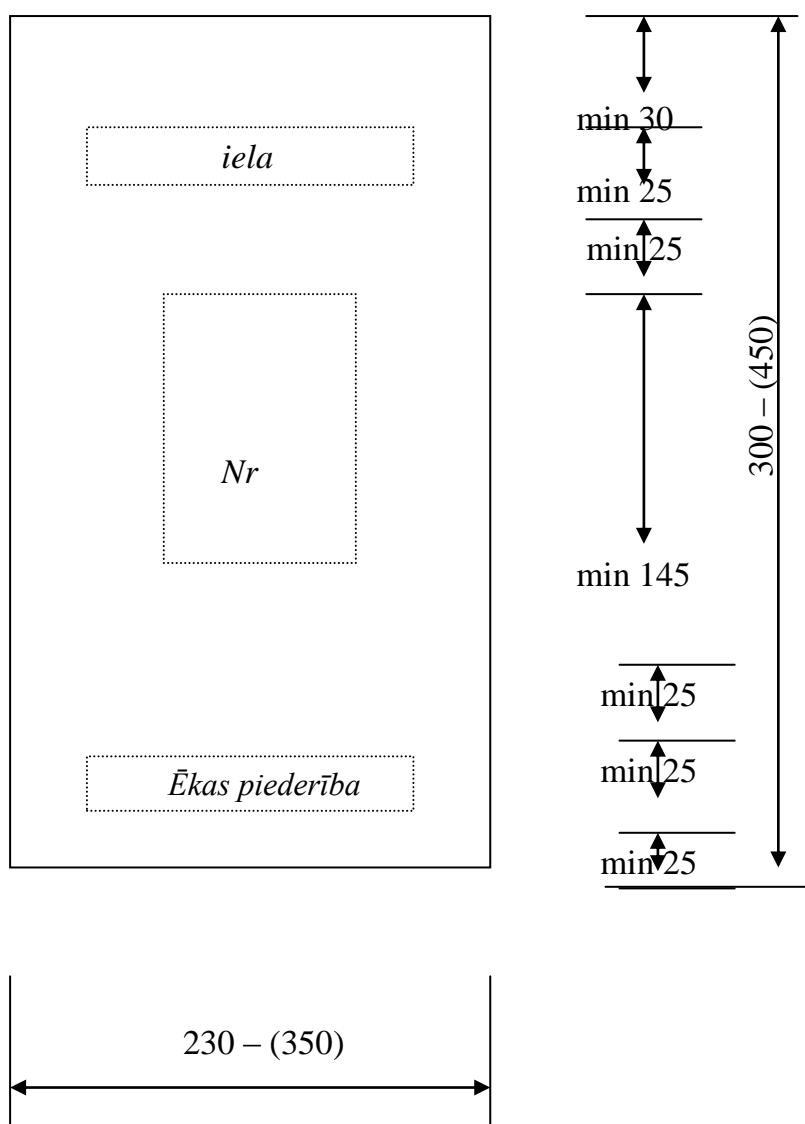 min 30
iela
min 25
min 25
300 – (450)
Nr
min 145
min 25
min 25
Ēkas piederība
min 25
230 – (350)